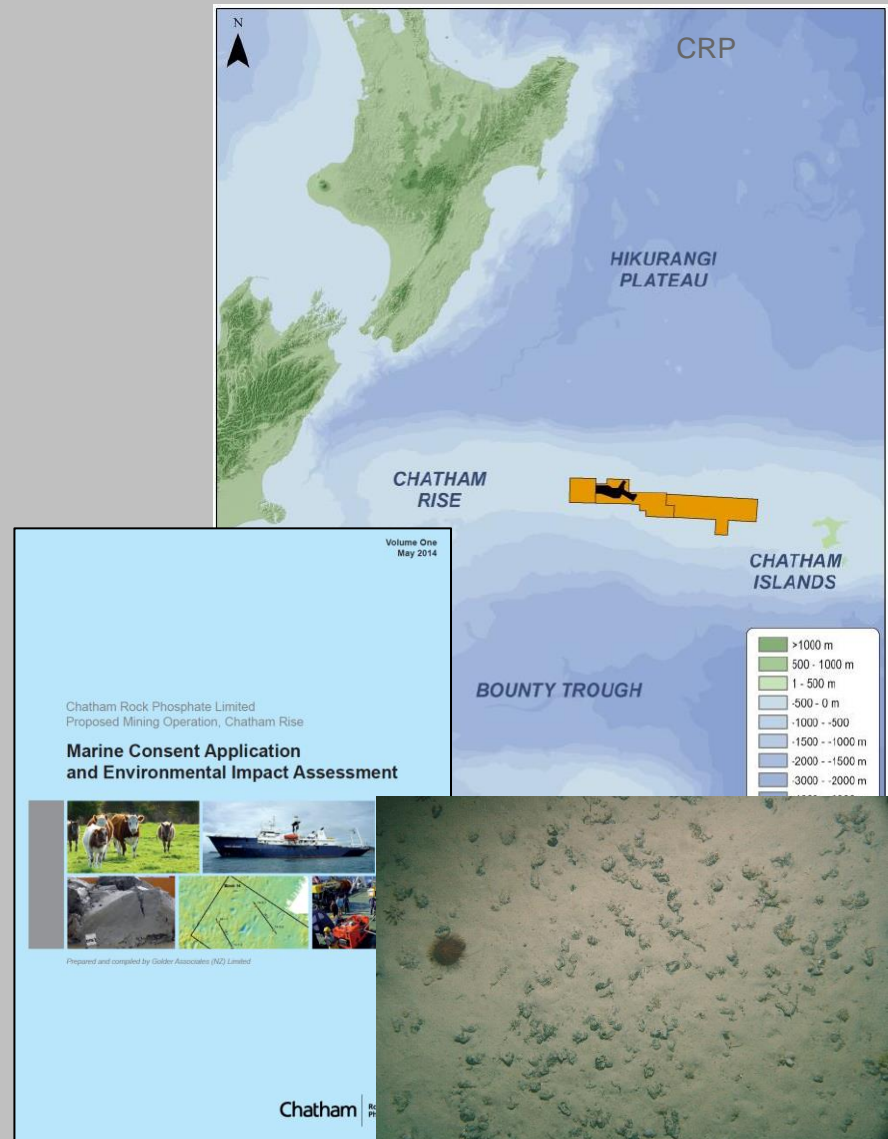 N
CRP
HIKURANGI
PLATEAU
CHATHAM
RISE
CHATHAM
ISLANDS
BOUNTY TROUGH
>1000 m
500 - 1000 m
1 - 500 m
-500 - 0 m
-1000 - -500
-1500 - -1000 m
-2000 - -1500 m
-3000 - -2000 m
Volume One
May 2014
Chatham Rock Phosphate Limited
Proposed Mining Operation, Chatham Rise
Marine Consent Application
and Environmental Impact Assessment
Prepared and compiled by Golder Associates (NZ) Limited
Chatham